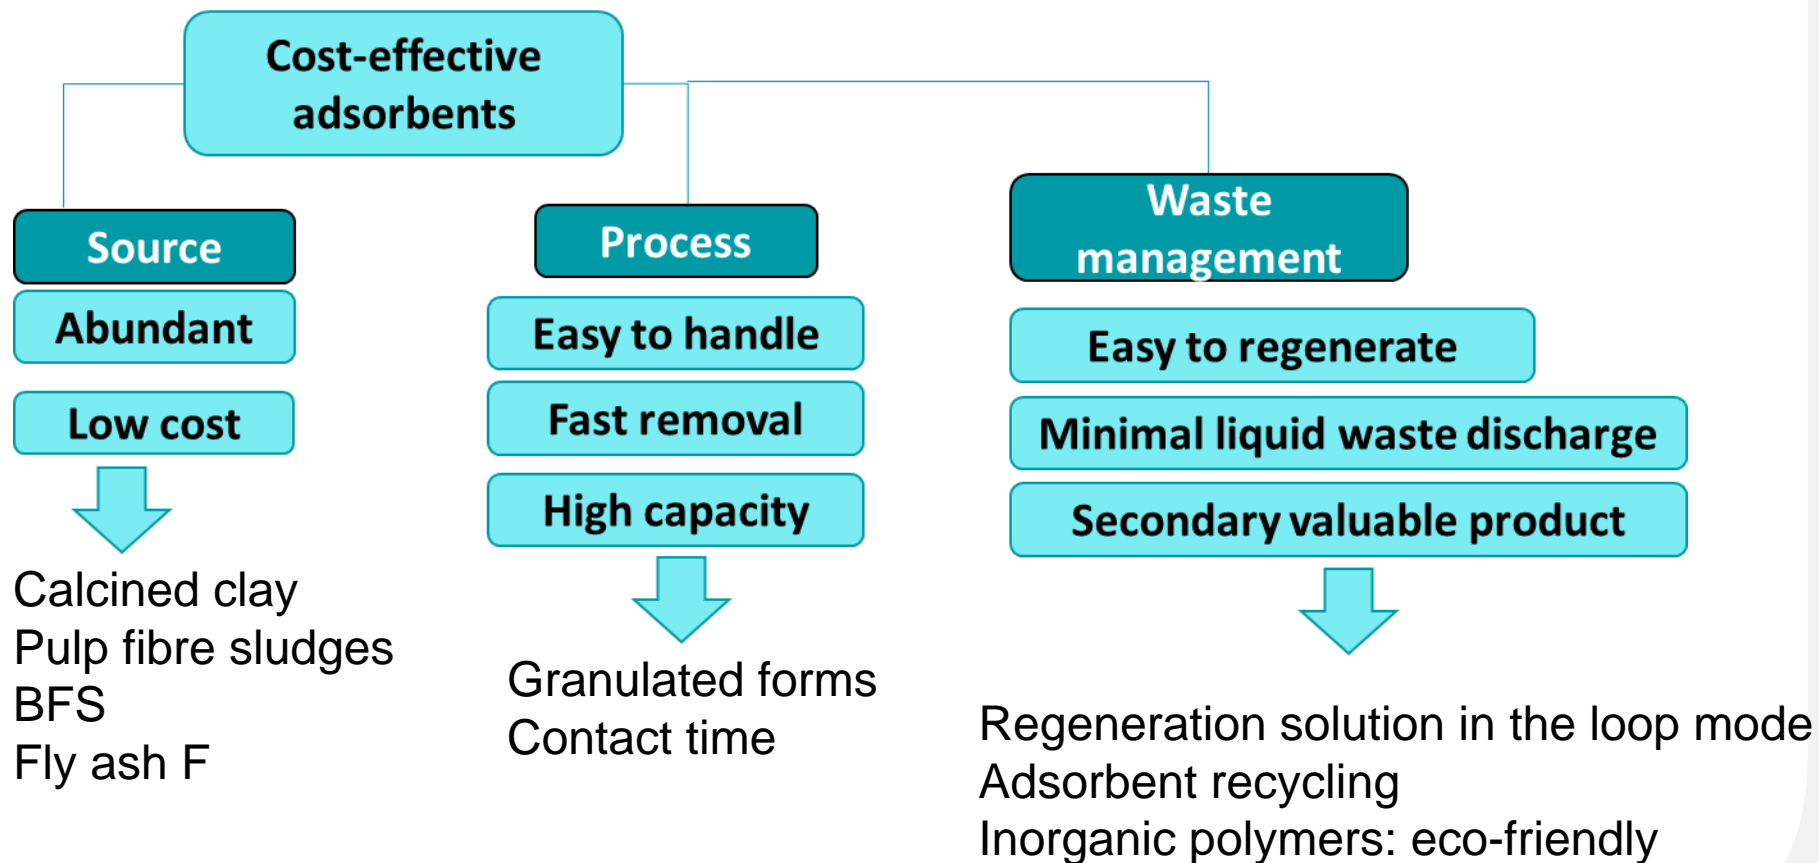 Cost-effective
adsorbents
Source
Abundant
Low cost
Calcined clay
Pulp fibre sludges
BFS
Fly ash F
Process
Easy to handle
Fast removal
High capacity
Granulated forms
Contact time
Waste
management
Easy to regenerate
Minimal liquid waste discharge
Secondary valuable product
Regeneration solution in the loop mode
Adsorbent recycling
Inorganic polymers: eco-friendly